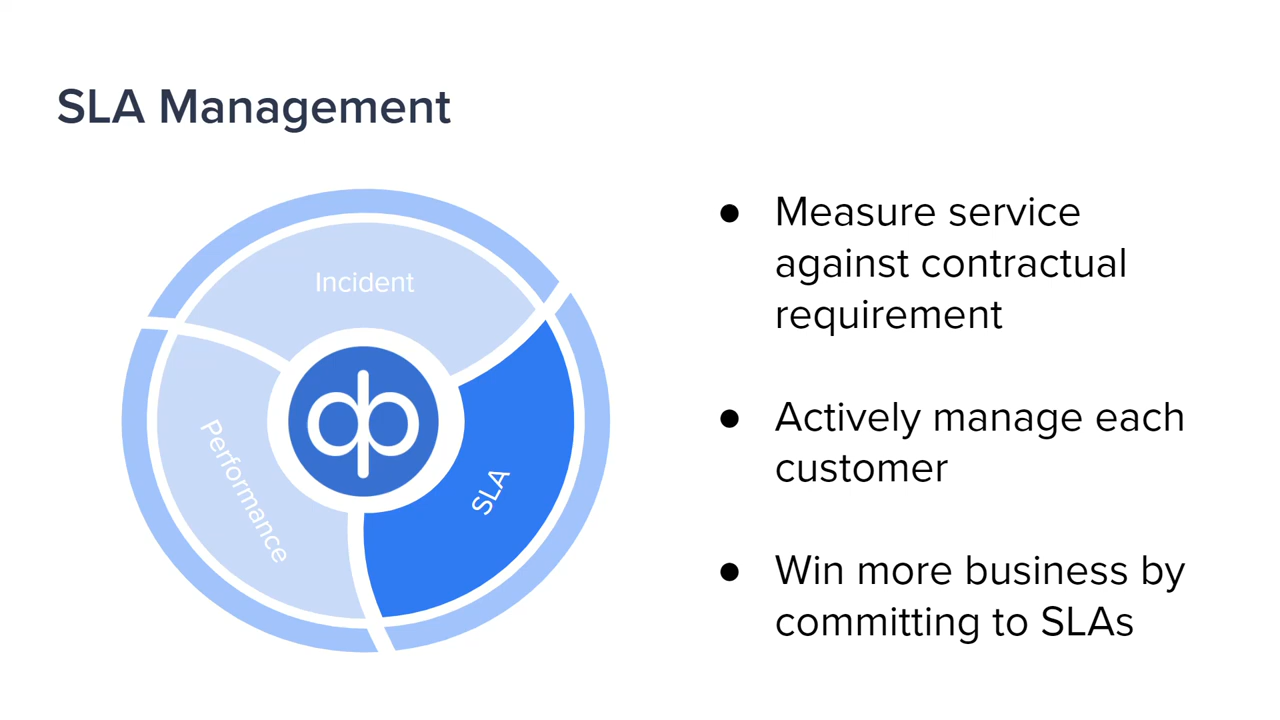 SLA Management
Incident
Performance
SLA
● Measure service
against contractual
requirement
● Actively manage each
customer
● Win more business by
committing to SLAs